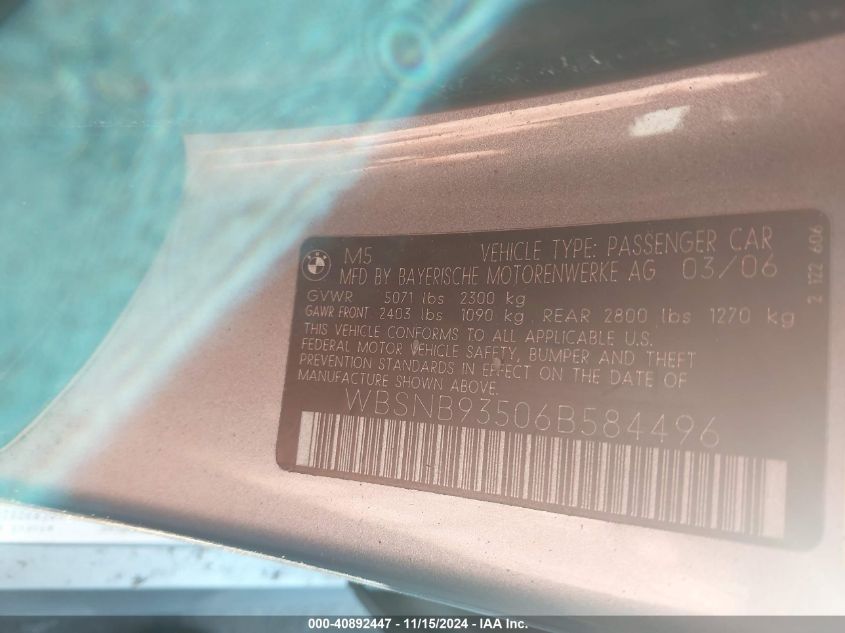 M5 VEHICLE TYPE: PASSENGER CAR
MFD BY BAYERISCHE MOTORENWERKE AG 03/06
GVWR 5071 lbs 2300 kg
GAWR FRONT 2403 lbs 1090 kg, REAR 2800 lbs 1270 kg
THIS VEHICLE CONFORMS TO ALL APPLICABLE U.S.
FEDERAL MOTOR VEHICLE SAFETY, BUMPER AND THEFT
PREVENTION STANDARDS IN EFFECT ON THE DATE OF
MANUFACTURE SHOWN ABOVE.
WBSNB93506B584496
2 122 606
000-40892447 - 11/15/2024 - IAA Inc.